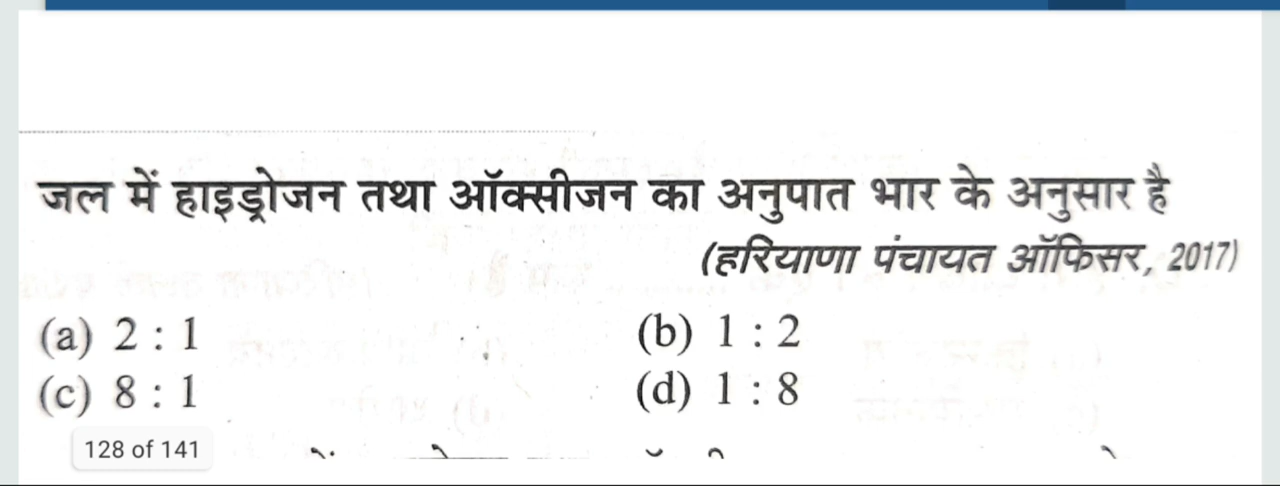 जल में हाइड्रोजन तथा ऑक्सीजन का अनुपात भार के अनुसार है
(हरियाणा पंचायत ऑफिसर, 2017)
(a) 2 : 1 (b) 1 : 2
(c) 8 : 1 (d) 1 : 8
128 of 141